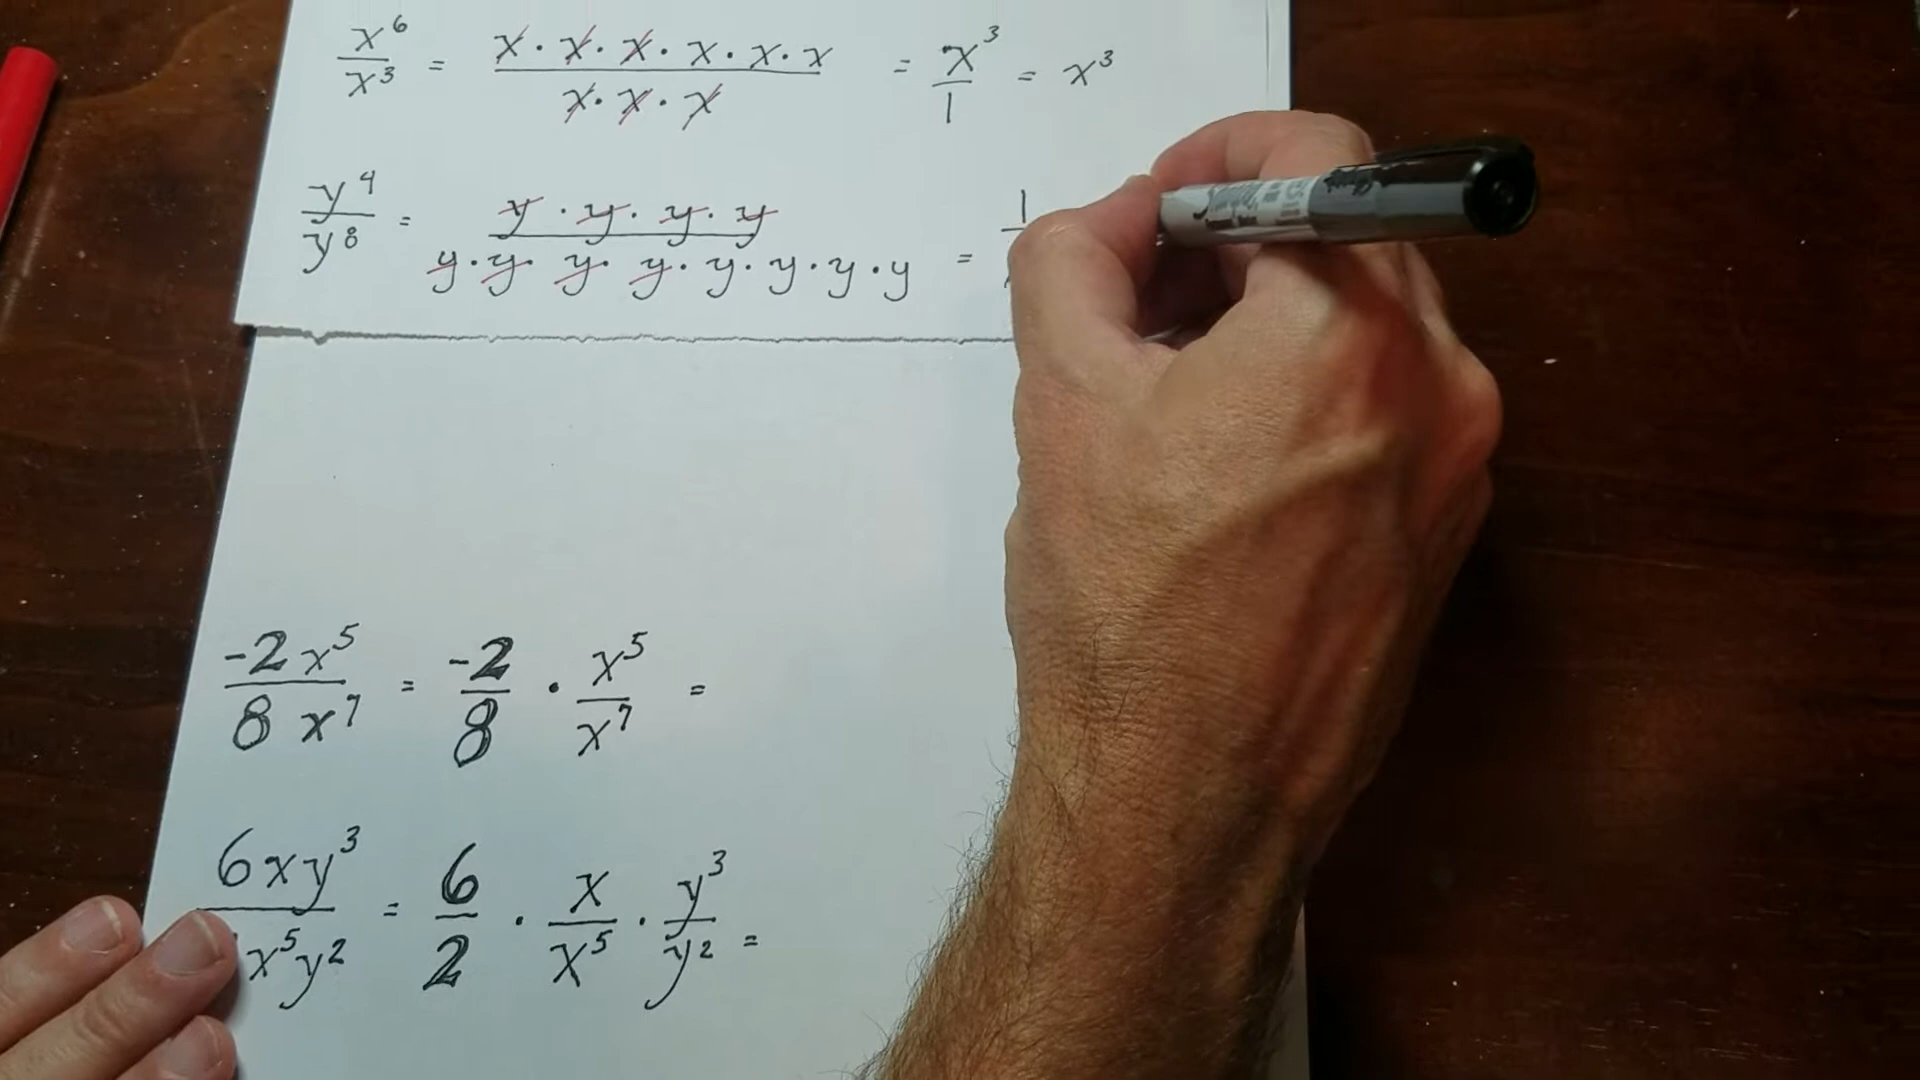 x⁶/x³ = x · x · x · x · x · x / x · x · x = x³/1 = x³
y⁴/y⁸ = y · y · y · y / y · y · y · y · y · y · y · y = 1
-2x⁵/8x⁷ = -2/8 · x⁵/x⁷ =
6xy³/x⁵y² = 6/2 · x/x⁵ · y³/y² =